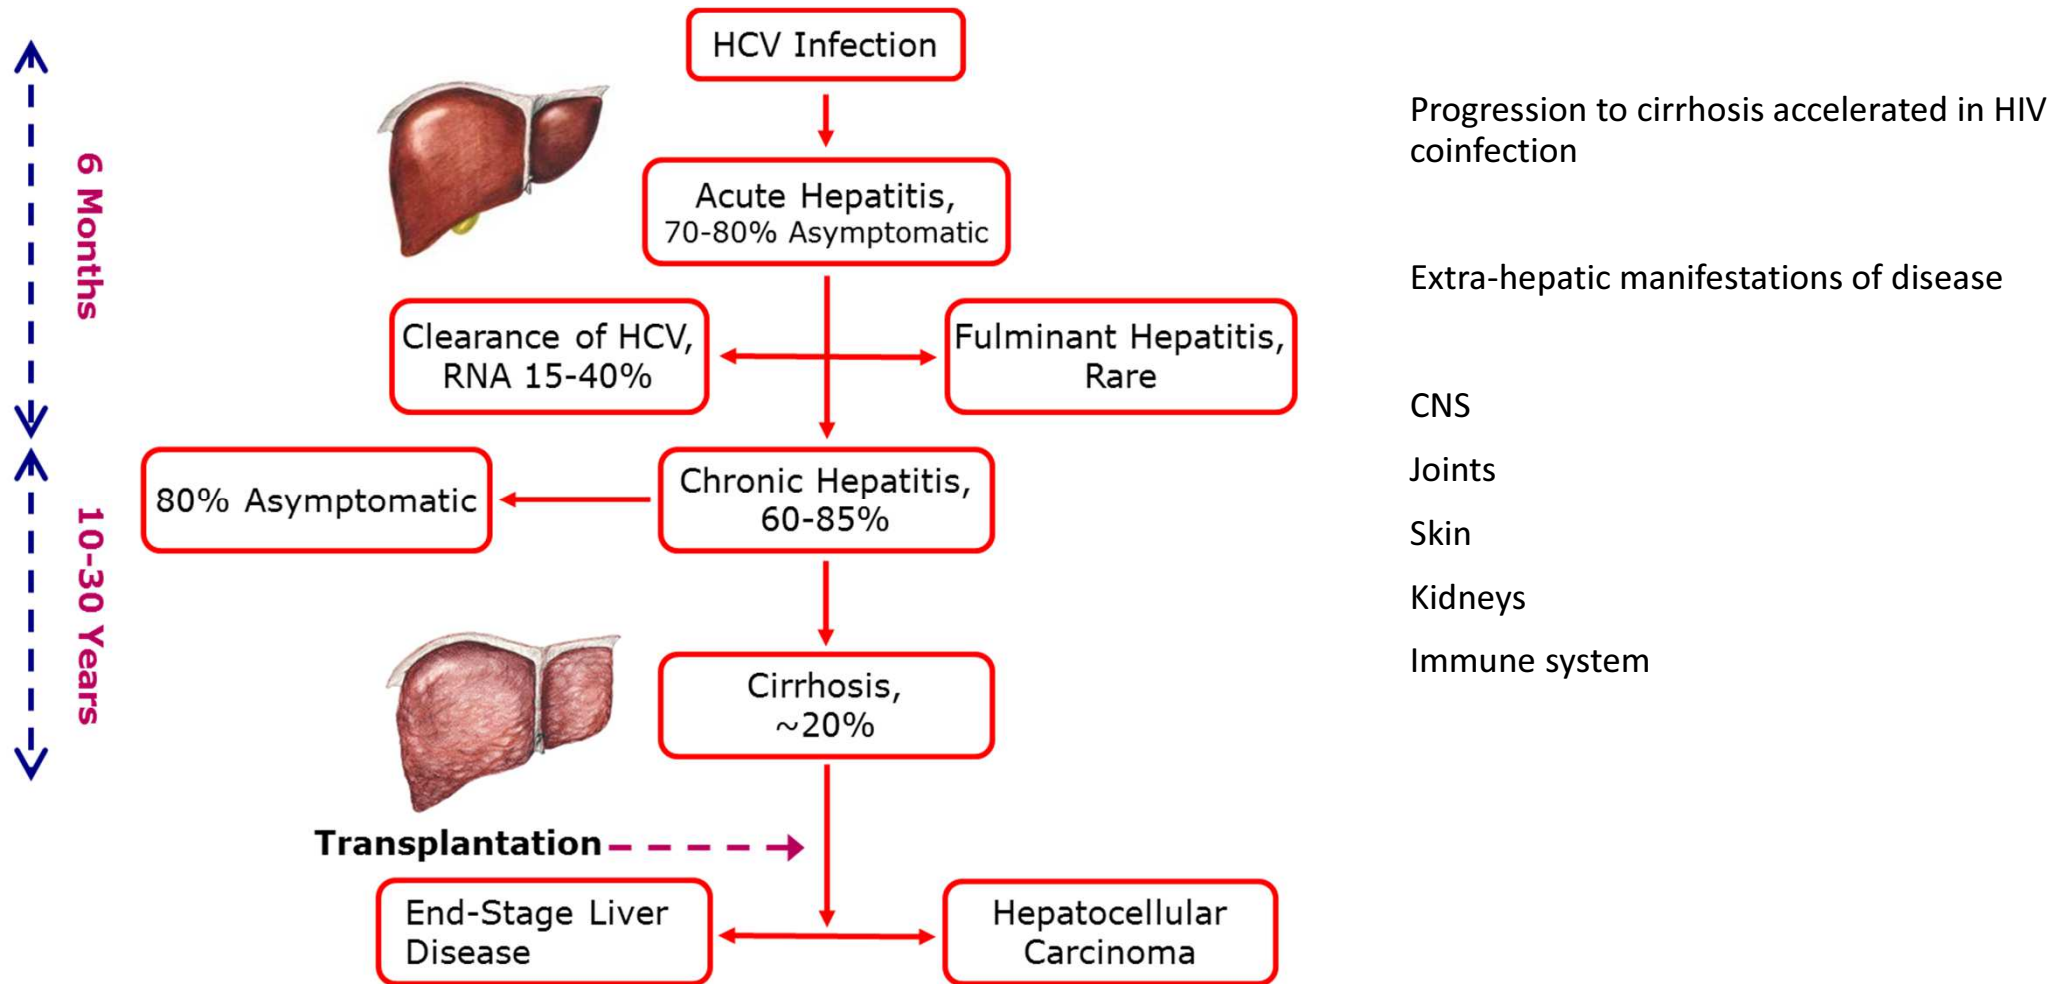 HCV Infection
Acute Hepatitis,
70-80% Asymptomatic
6 Months
Clearance of HCV,
RNA 15-40%
Fulminant Hepatitis,
Rare
80% Asymptomatic
Chronic Hepatitis,
60-85%
10-30 Years
Cirrhosis,
~20%
Transplantation
End-Stage Liver
Disease
Hepatocellular
Carcinoma
Progression to cirrhosis accelerated in HIV
coinfection
Extra-hepatic manifestations of disease
CNS
Joints
Skin
Kidneys
Immune system